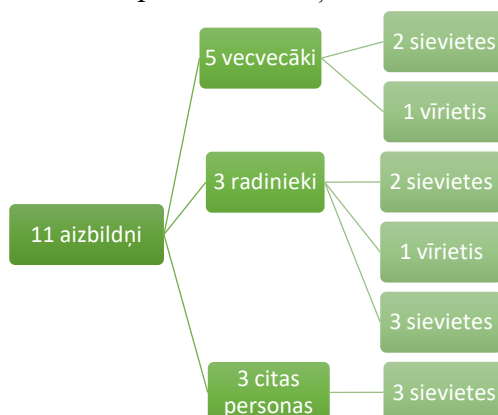 5 vecvecāki
2 sievietes
1 vīrietis
11 aizbildņi
3 radinieki
2 sievietes
1 vīrietis
3 sievietes
3 citas
personas
3 sievietes